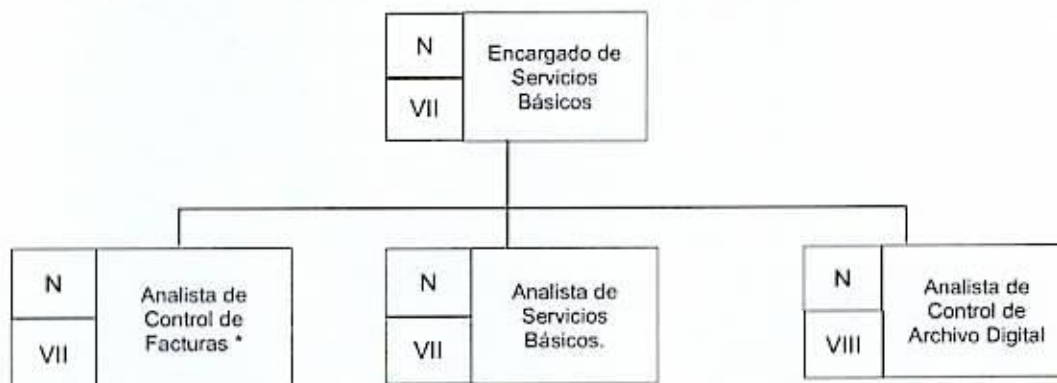 N
VII
Encargado de
Servicios
Básicos
N
VII
Analista de
Control de
Facturas *
N
VII
Analista de
Servicios
Básicos.
N
VIII
Analista de
Control de
Archivo Digital